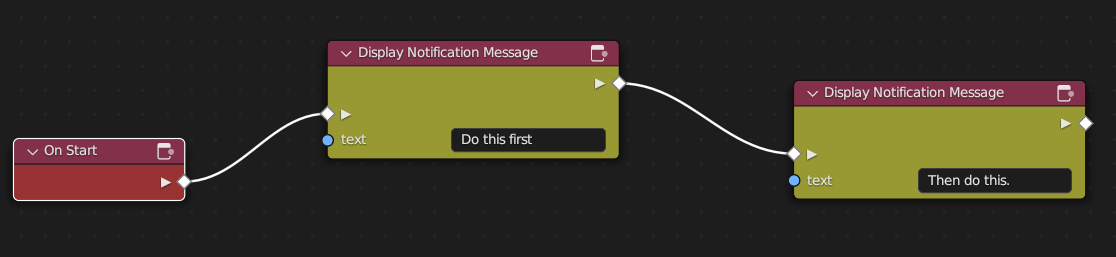 On Start
Display Notification Message
text
Do this first
Display Notification Message
text
Then do this.